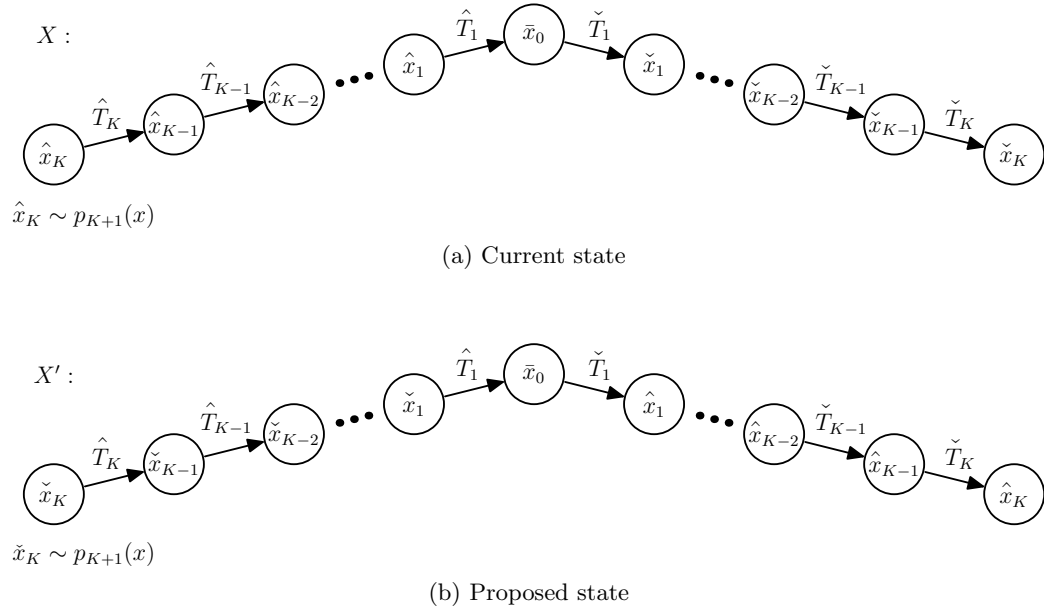 X :
x̂_K T̂_K x̂_{K−1} T̂_{K−1} x̂_{K−2} x̂_1 T̂_1 x̄_0 Ť_1 x̌_1 x̌_{K−2} Ť_{K−1} x̌_{K−1} Ť_K x̌_K
x̂_K ∼ p_{K+1}(x)
(a) Current state
X′ :
x̌_K T̂_K x̌_{K−1} T̂_{K−1} x̌_{K−2} x̌_1 T̂_1 x̄_0 Ť_1 x̂_1 x̂_{K−2} Ť_{K−1} x̂_{K−1} Ť_K x̂_K
x̌_K ∼ p_{K+1}(x)
(b) Proposed state